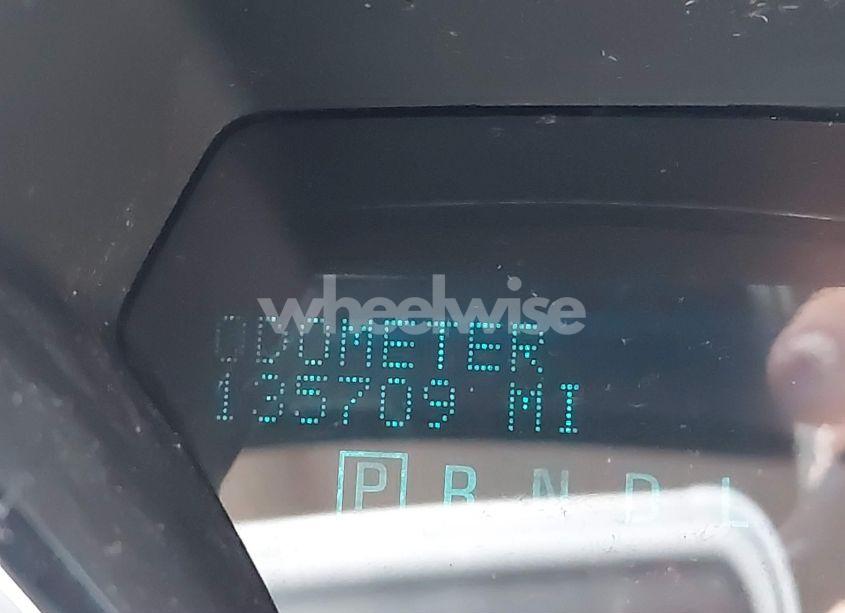 wheelwise
ODOMETER
135709 MI
P R N D L